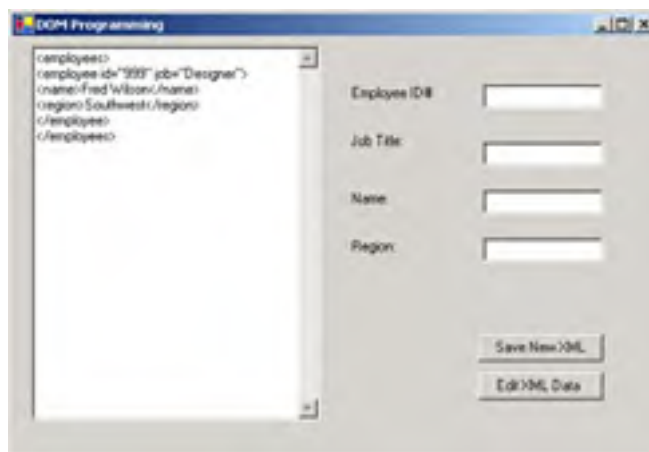 DOM Programming
<employees>
<employee id="999" job="Designer">
<name>Fred Wilson</name>
<region>Southwest</region>
</employee>
</employees>
Employee ID#
Job Title:
Name:
Region:
Save New XML
Edit XML Data